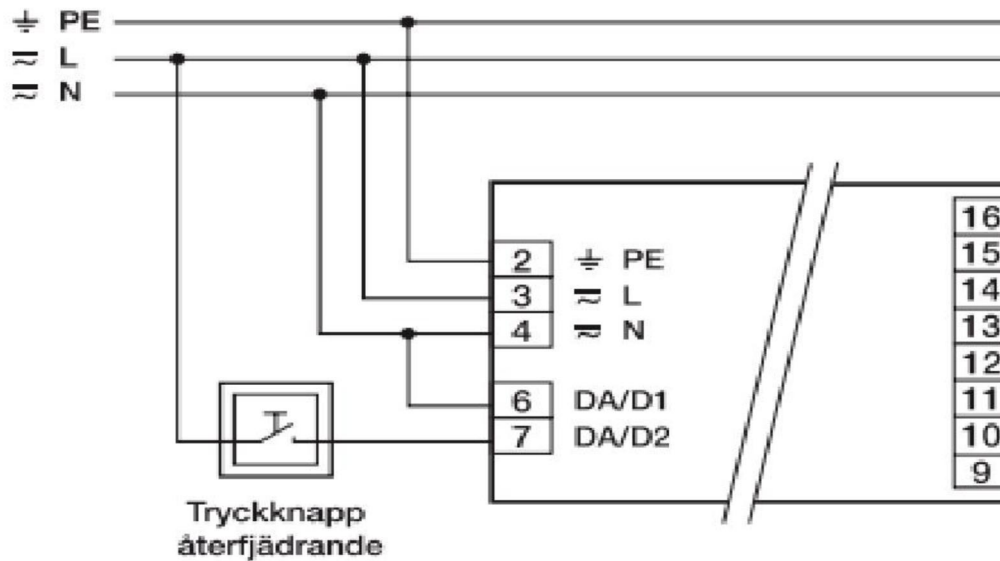 ⏚ PE
≂ L
≂ N
2 ⏚ PE
3 ≂ L
4 ≂ N
6 DA/D1
7 DA/D2
16
15
14
13
12
11
10
9
Tryckknapp
återfjädrande